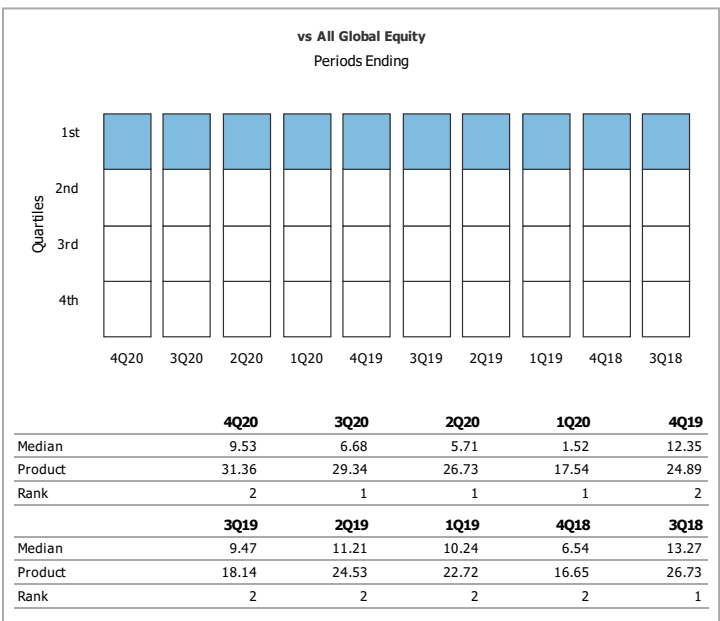 vs All Global Equity
Periods Ending
Quartiles
1st
2nd
3rd
4th
4Q20 3Q20 2Q20 1Q20 4Q19 3Q19 2Q19 1Q19 4Q18 3Q18
4Q20 3Q20 2Q20 1Q20 4Q19
Median 9.53 6.68 5.71 1.52 12.35
Product 31.36 29.34 26.73 17.54 24.89
Rank 2 1 1 1 2
3Q19 2Q19 1Q19 4Q18 3Q18
Median 9.47 11.21 10.24 6.54 13.27
Product 18.14 24.53 22.72 16.65 26.73
Rank 2 2 2 2 1